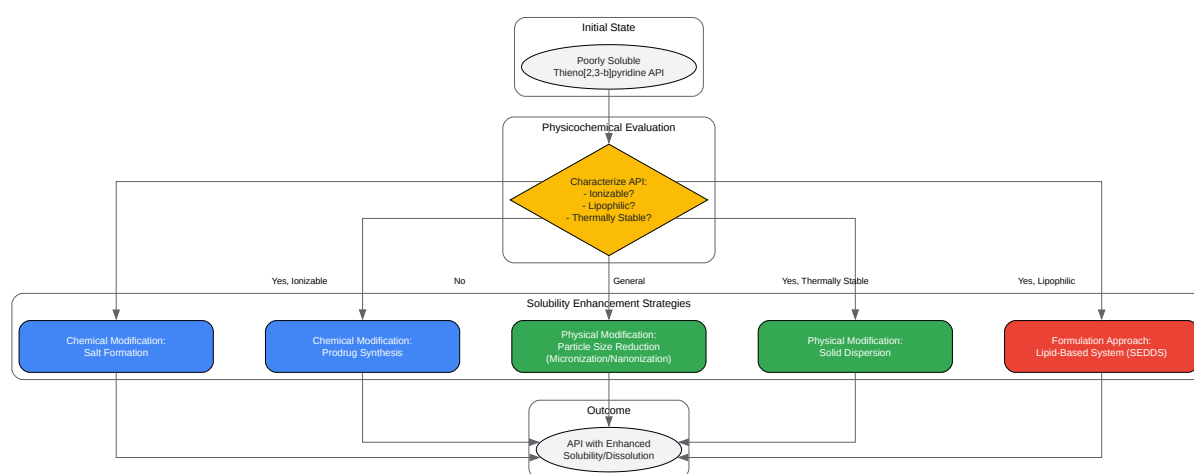 Initial State
Poorly Soluble
Thieno[2,3-b]pyridine API
Physicochemical Evaluation
Characterize API:
- Ionizable?
- Lipophilic?
- Thermally Stable?
Yes, Ionizable
No
General
Yes, Thermally Stable
Yes, Lipophilic
Solubility Enhancement Strategies
Chemical Modification:
Salt Formation
Chemical Modification:
Prodrug Synthesis
Physical Modification:
Particle Size Reduction
(Micronization/Nanonization)
Physical Modification:
Solid Dispersion
Formulation Approach:
Lipid-Based System (SEDDS)
Outcome
API with Enhanced
Solubility/Dissolution